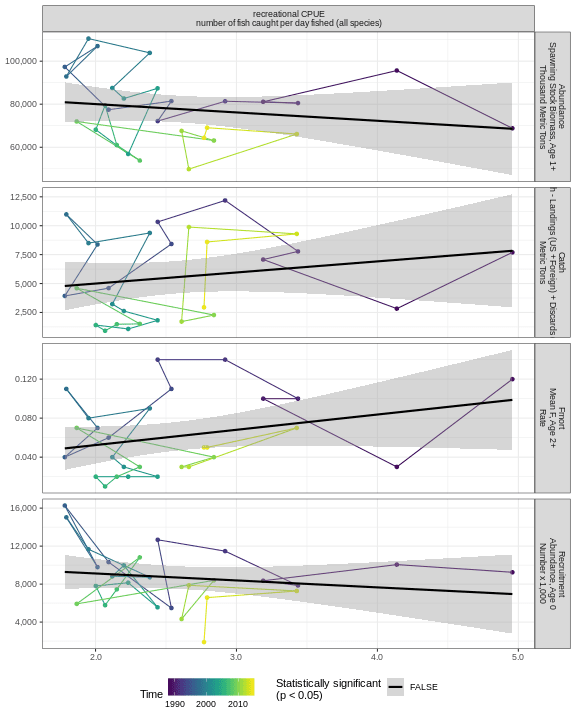 recreational CPUE
number of fish caught per day fished (all species)
100,000
80,000
60,000
Abundance
Spawning Stock Biomass, Age 1+
Thousand Metric Tons
12,500
10,000
7,500
5,000
2,500
Catch
h - Landings (US +Foreign) + Discards
Metric Tons
0.120
0.080
0.040
Fmort
Mean F, Age 2+
Rate
16,000
12,000
8,000
4,000
Recruitment
Abundance, Age 0
Number x 1,000
2.0 3.0 4.0 5.0
Time
1990 2000 2010
Statistically significant
(p < 0.05)
FALSE